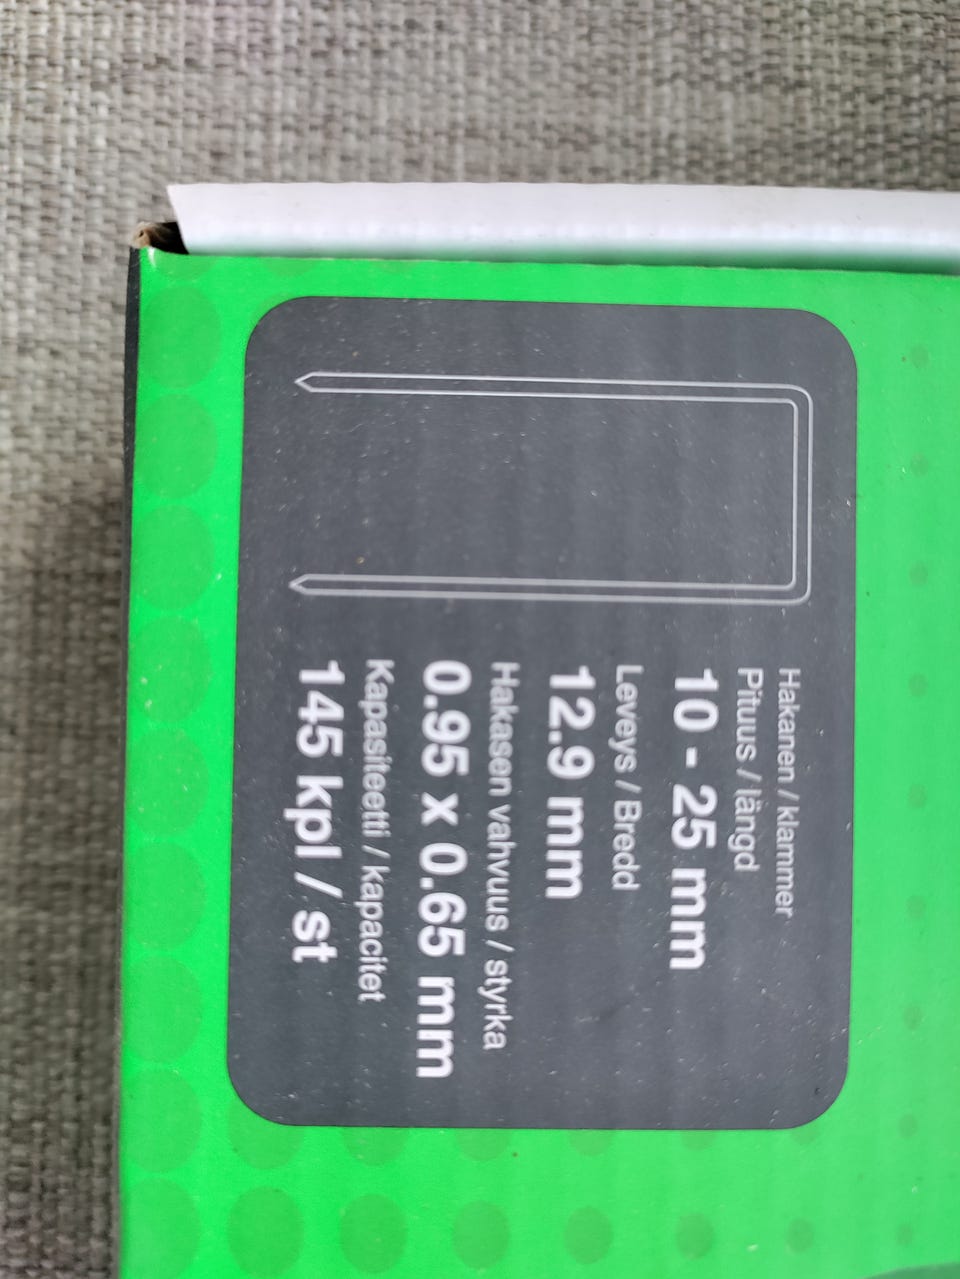 Hakanen / klammer
Pituus / längd
10 - 25 mm
Leveys / Bredd
12.9 mm
Hakasen vahvuus / styrka
0.95 x 0.65 mm
Kapasiteetti / kapacitet
145 kpl / st